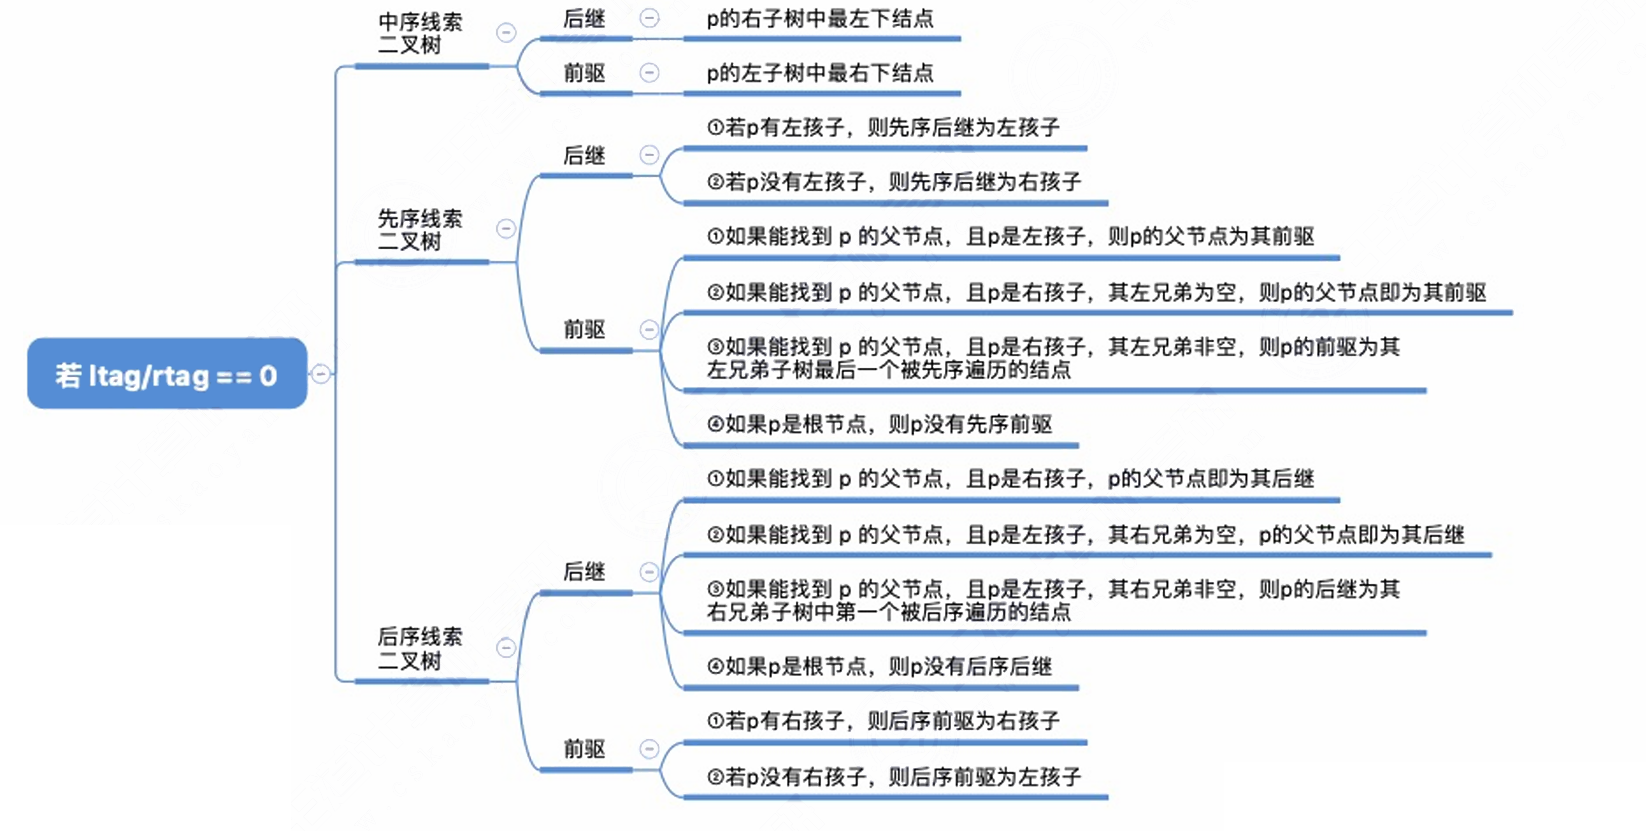 若 ltag/rtag == 0
中序线索
二叉树
后继
p的右子树中最左下结点
前驱
p的左子树中最右下结点
先序线索
二叉树
后继
①若p有左孩子，则先序后继为左孩子
②若p没有左孩子，则先序后继为右孩子
前驱
①如果能找到 p 的父节点，且p是左孩子，则p的父节点为其前驱
②如果能找到 p 的父节点，且p是右孩子，其左兄弟为空，则p的父节点即为其前驱
③如果能找到 p 的父节点，且p是右孩子，其左兄弟非空，则p的前驱为其
左兄弟子树最后一个被先序遍历的结点
④如果p是根节点，则p没有先序前驱
后序线索
二叉树
后继
①如果能找到 p 的父节点，且p是右孩子，p的父节点即为其后继
②如果能找到 p 的父节点，且p是左孩子，其右兄弟为空，p的父节点即为其后继
③如果能找到 p 的父节点，且p是左孩子，其右兄弟非空，则p的后继为其
右兄弟子树中第一个被后序遍历的结点
④如果p是根节点，则p没有后序后继
前驱
①若p有右孩子，则后序前驱为右孩子
②若p没有右孩子，则后序前驱为左孩子